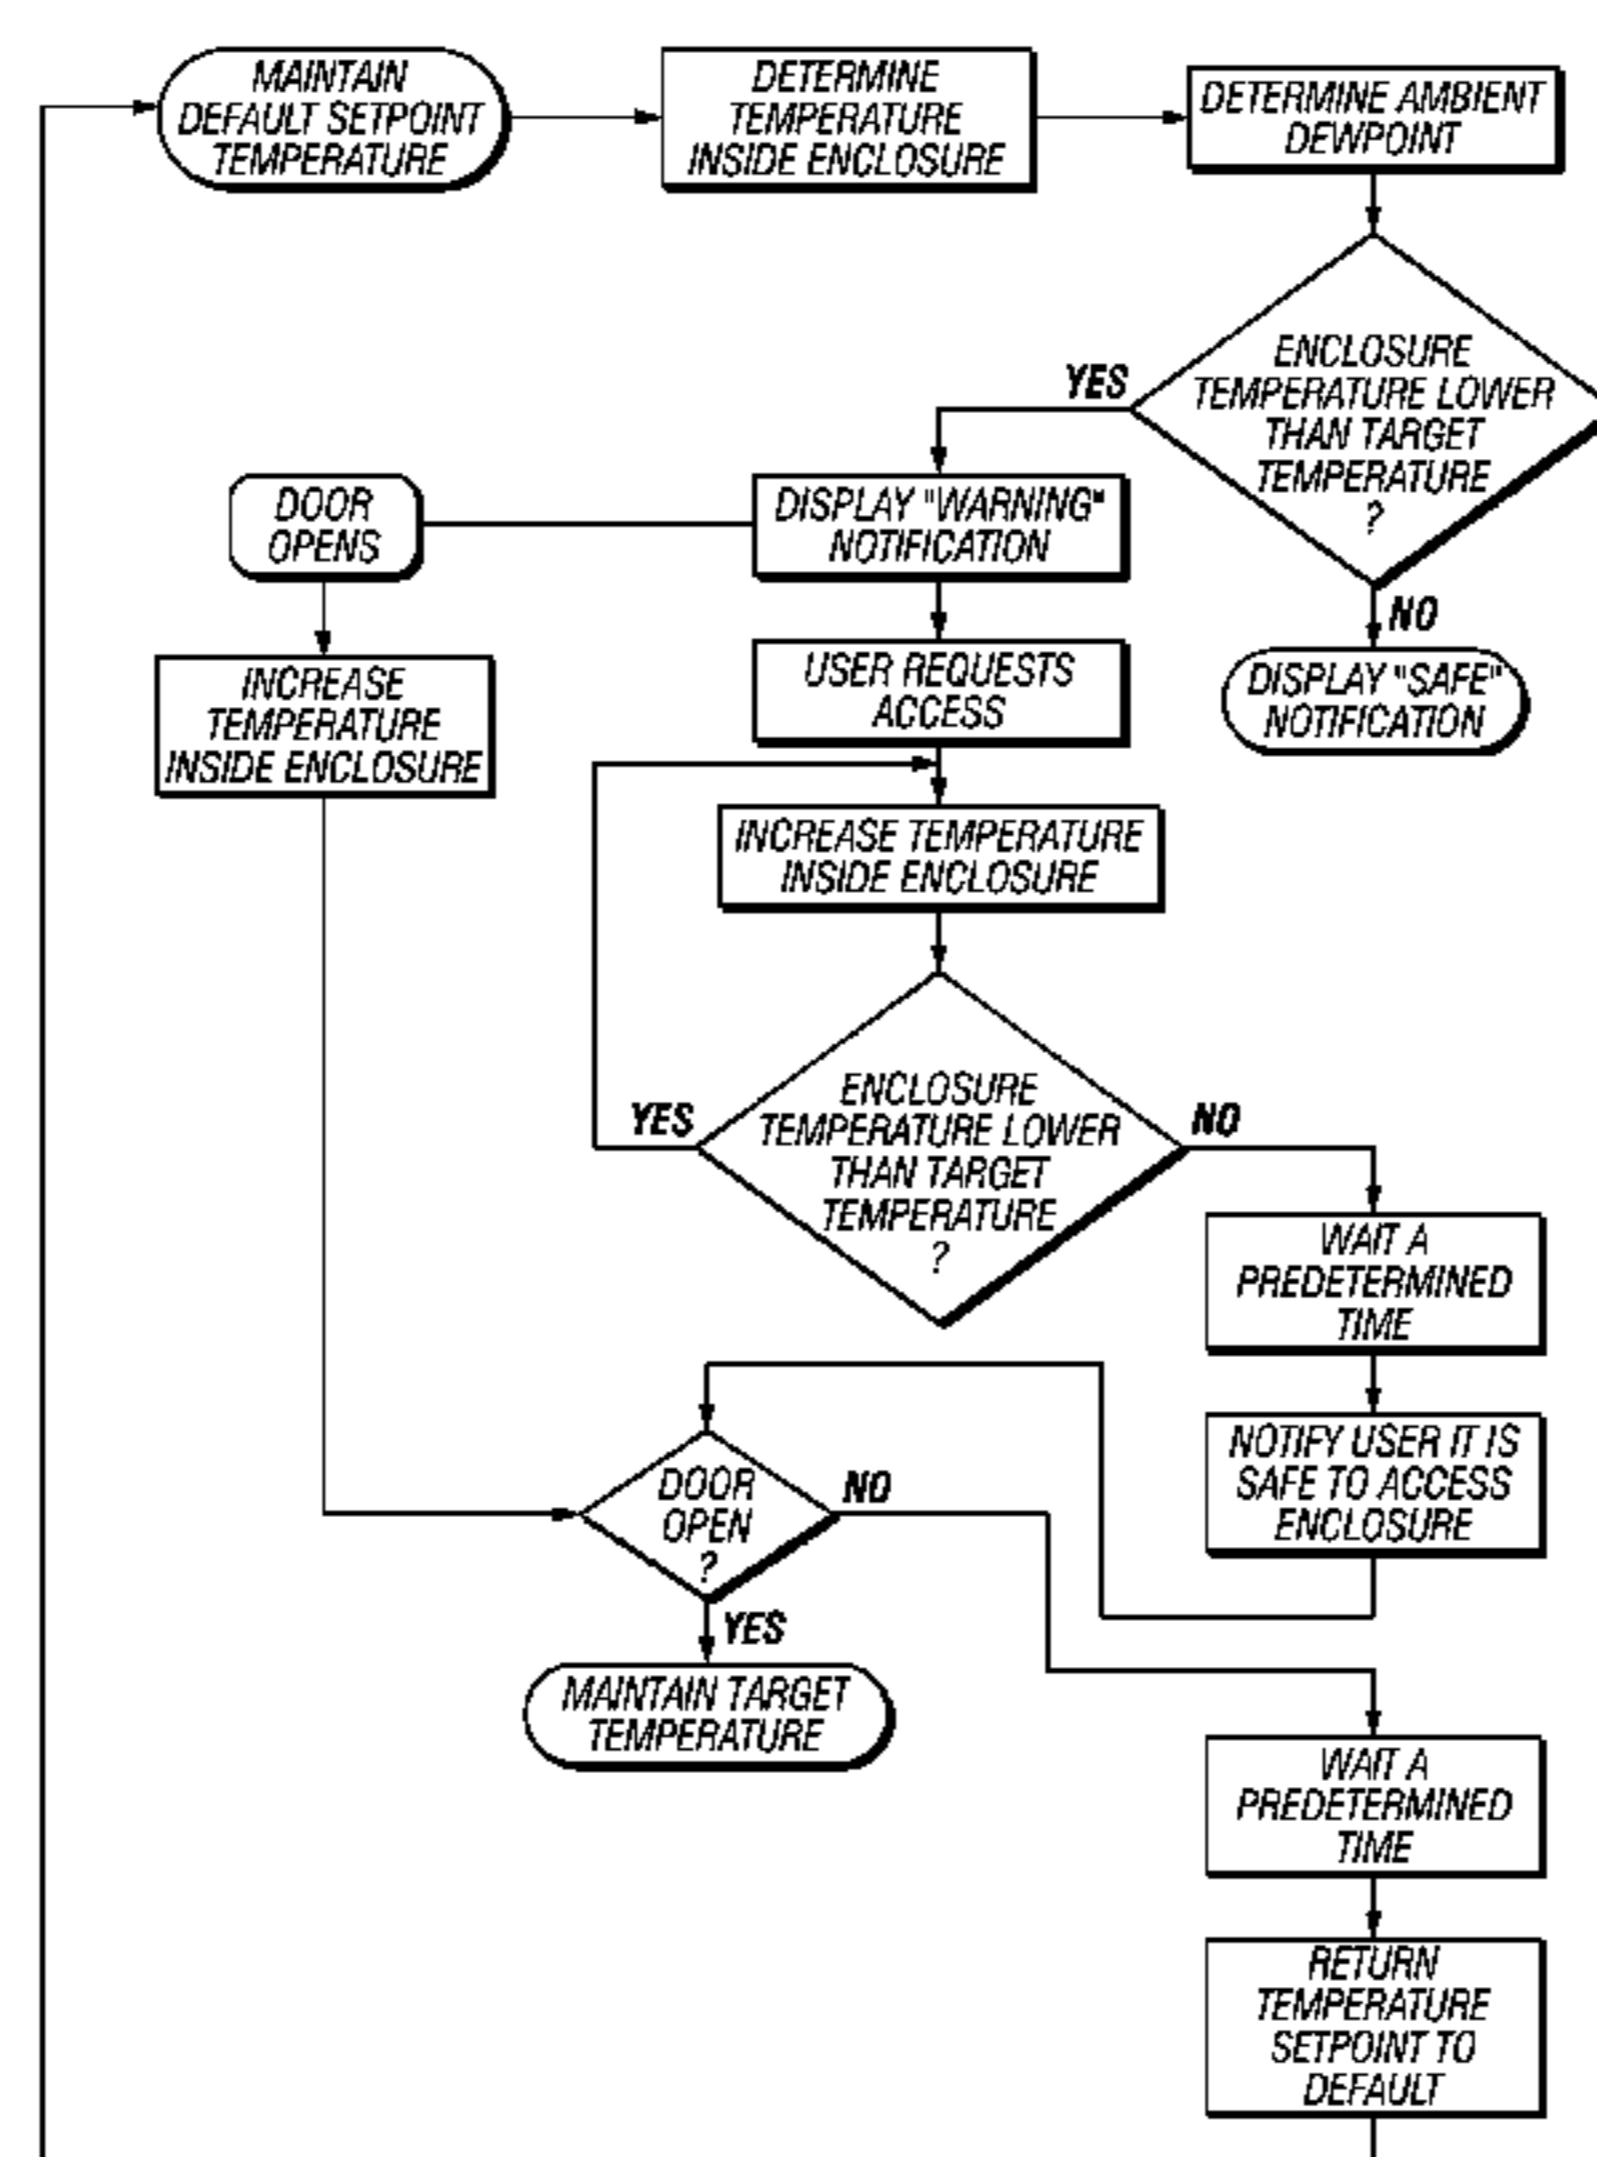 MAINTAIN
DEFAULT SETPOINT
TEMPERATURE
DETERMINE
TEMPERATURE
INSIDE ENCLOSURE
DETERMINE AMBIENT
DEWPOINT
ENCLOSURE
TEMPERATURE LOWER
THAN TARGET
TEMPERATURE
?
YES
NO
DISPLAY "SAFE"
NOTIFICATION
DISPLAY "WARNING"
NOTIFICATION
DOOR
OPENS
INCREASE
TEMPERATURE
INSIDE ENCLOSURE
USER REQUESTS
ACCESS
INCREASE TEMPERATURE
INSIDE ENCLOSURE
ENCLOSURE
TEMPERATURE LOWER
THAN TARGET
TEMPERATURE
?
YES
NO
WAIT A
PREDETERMINED
TIME
NOTIFY USER IT IS
SAFE TO ACCESS
ENCLOSURE
DOOR
OPEN
?
NO
YES
MAINTAIN TARGET
TEMPERATURE
WAIT A
PREDETERMINED
TIME
RETURN
TEMPERATURE
SETPOINT TO
DEFAULT